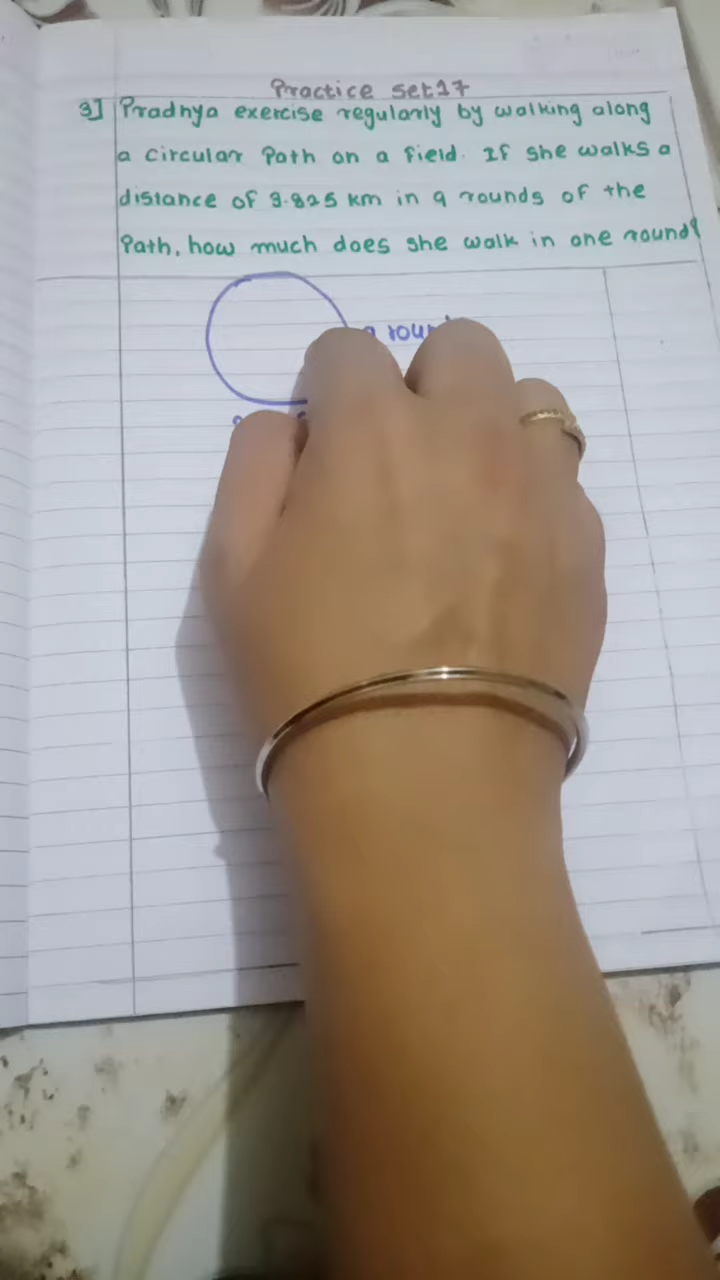 Practice set17
3] Pradnya exercise regularly by walking along
a circular Path on a field. If she walks a
distance of 3.825 km in 9 rounds of the
Path, how much does she walk in one round?